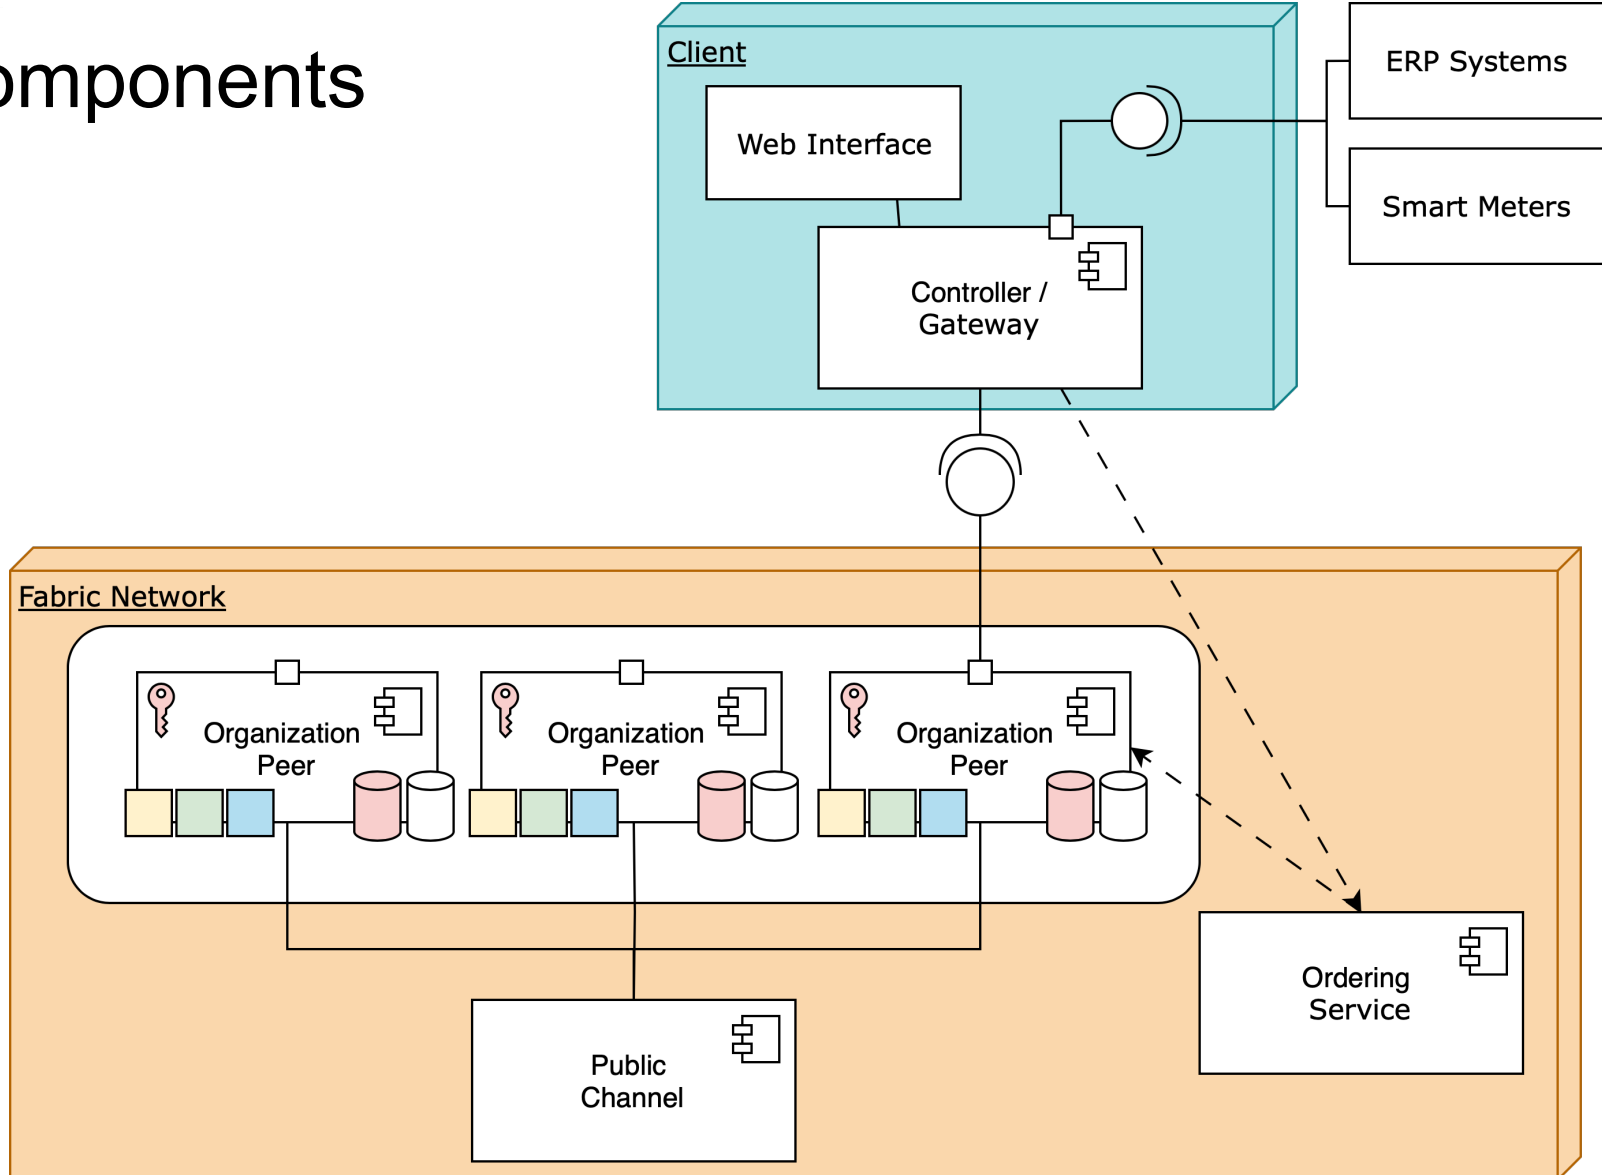 omponents
Client
Web Interface
ERP Systems
Smart Meters
Controller /
Gateway
Fabric Network
Organization
Peer
Organization
Peer
Organization
Peer
Ordering
Service
Public
Channel